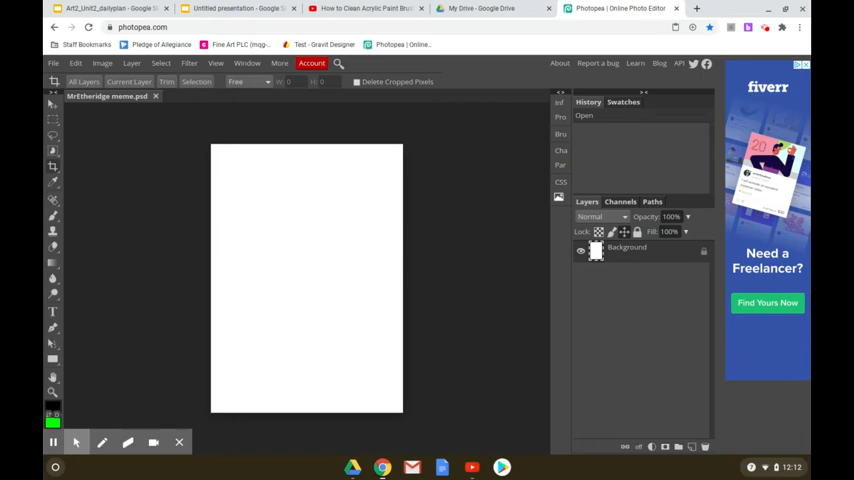 Art2_Unit2_dailyplan - Google Sl
Untitled presentation - Google Sl
How to Clean Acrylic Paint Brus
My Drive - Google Drive
Photopea | Online Photo Editor
photopea.com
Staff Bookmarks
Pledge of Allegiance
Fine Art PLC (mqg-...
Test - Gravit Designer
Photopea | Online...
File Edit Image Layer Select Filter View Window More Account
About Report a bug Learn Blog API
All Layers Current Layer Trim Selection Free W: 0 H: 0 Delete Cropped Pixels
MrEtheridge meme.psd
Inf
Pro
Bru
Cha
Par
CSS
History Swatches
Open
Layers Channels Paths
Normal Opacity: 100%
Lock: Fill: 100%
Background
fiverr
Need a
Freelancer?
Find Yours Now
12:12